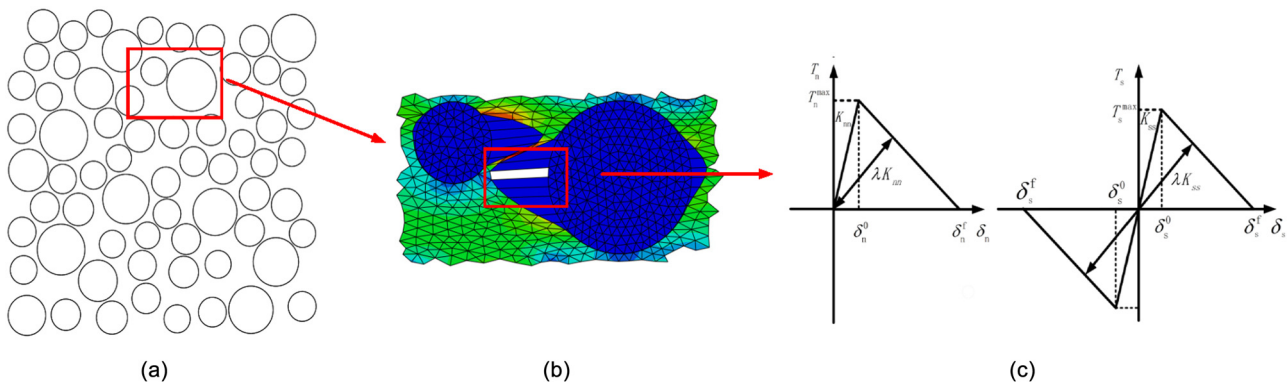 T_n
T_n^max
K_nn
λK_nn
δ_n^0
δ_n^f
δ_n
T_s
T_s^max
K_ss
λK_ss
δ_s^f
δ_s^0
δ_s^0
δ_s^f
δ_s
(a)
(b)
(c)